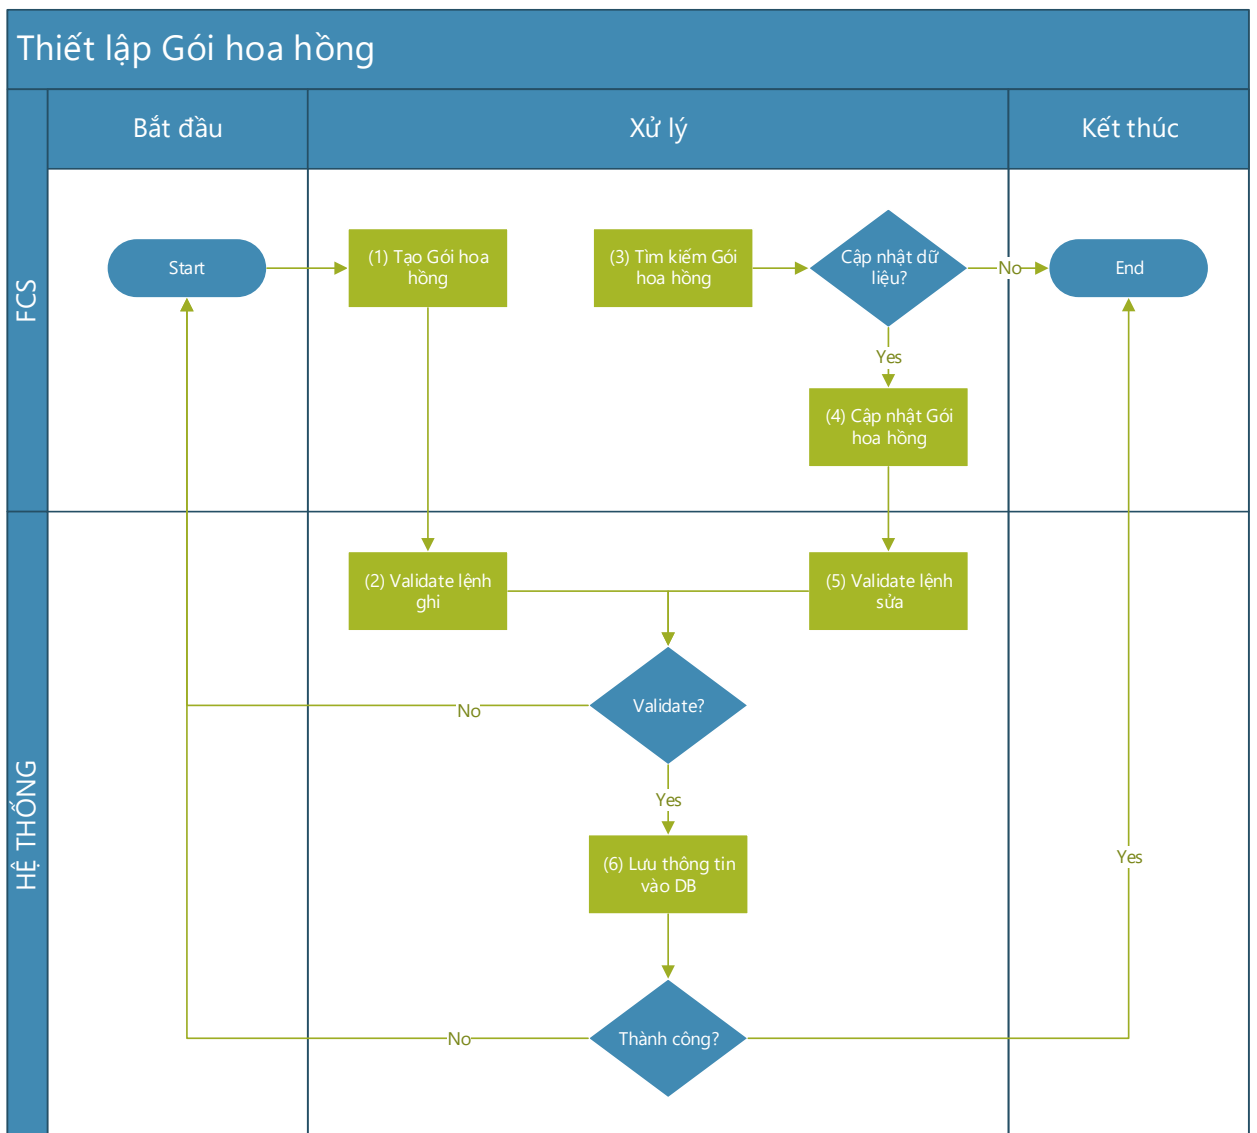 Thiết lập Gói hoa hồng
Bắt đầu
Xử lý
Kết thúc
FCS
Start
(1) Tạo Gói hoa
hồng
(3) Tìm kiếm Gói
hoa hồng
Cập nhật dữ
liệu?
No
End
Yes
(4) Cập nhật Gói
hoa hồng
HỆ THỐNG
(2) Validate lệnh
ghi
(5) Validate lệnh
sửa
Validate?
No
Yes
(6) Lưu thông tin
vào DB
Yes
Thành công?
No